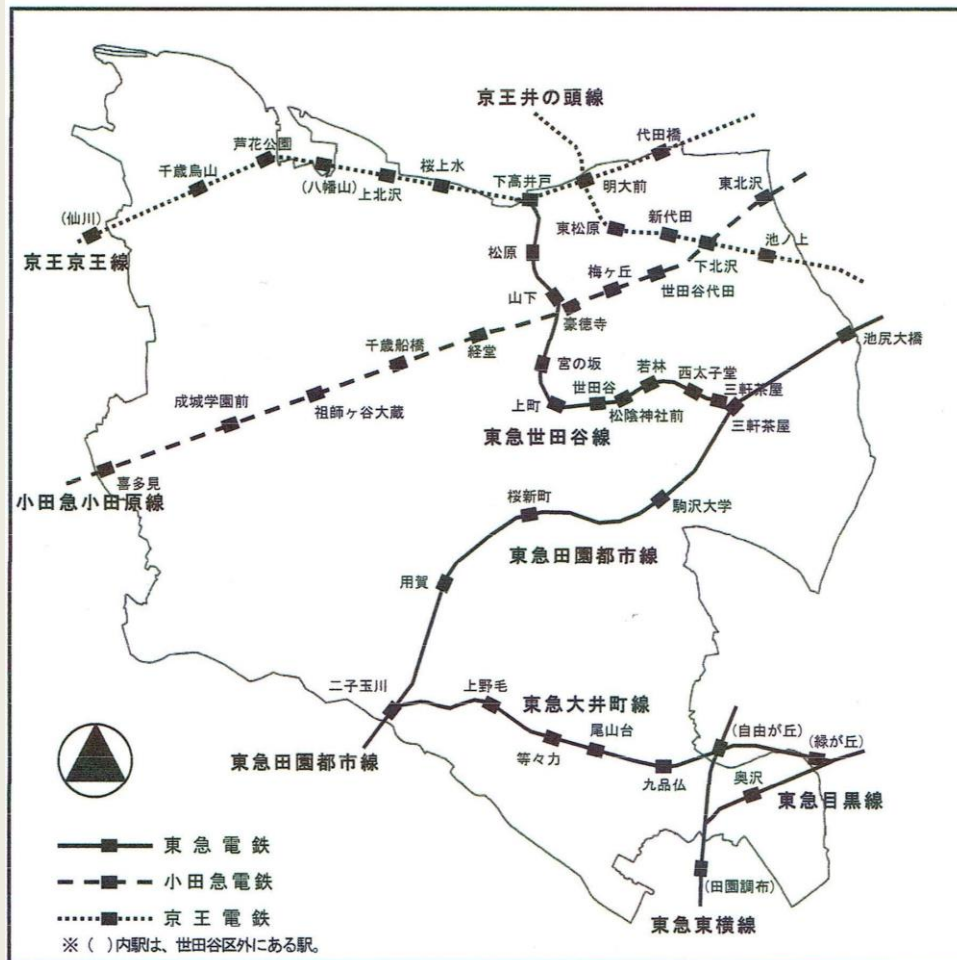 京王井の頭線
代田橋
芦花公園
千歳烏山
(八幡山)
上北沢
桜上水
下高井戸
明大前
東北沢
(仙川)
京王京王線
東松原
新代田
池ノ上
下北沢
松原
梅ヶ丘
世田谷代田
山下
豪徳寺
池尻大橋
千歳船橋
経堂
宮の坂
若林
西太子堂
三軒茶屋
世田谷
成城学園前
祖師ヶ谷大蔵
上町
松陰神社前
三軒茶屋
東急世田谷線
喜多見
小田急小田原線
桜新町
駒沢大学
東急田園都市線
用賀
二子玉川
上野毛
東急大井町線
尾山台
等々力
(自由が丘)
(緑が丘)
東急田園都市線
九品仏
奥沢
東急目黒線
東急電鉄
小田急電鉄
(田園調布)
京王電鉄
東急東横線
※( )内駅は、世田谷区外にある駅。